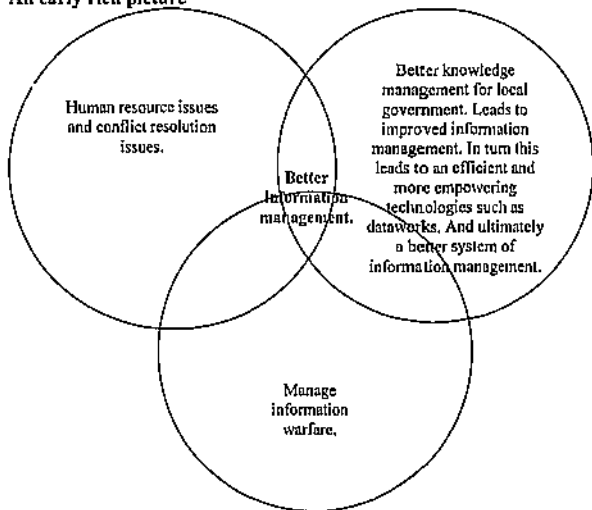 An early rich picture
Human resource issues
and conflict resolution
issues.
Better knowledge
management for local
government. Leads to
improved information
management. In turn this
leads to an efficient and
more empowering
technologies such as
dataworks. And ultimately
a better system of
information management.
Better
Information
management.
Manage
information
warfare.